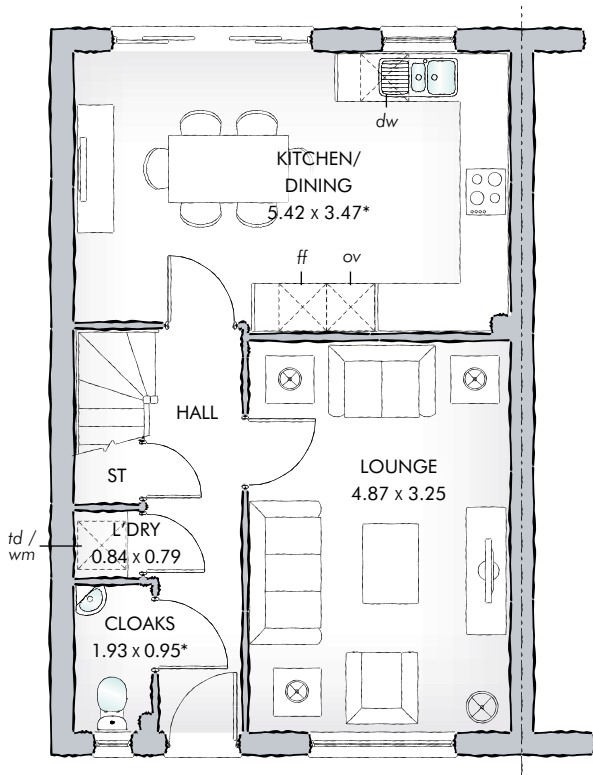 dw
KITCHEN/
DINING
5.42 x 3.47*
ff
ov
HALL
LOUNGE
4.87 x 3.25
ST
td /
wm
L'DRY
0.84 x 0.79
CLOAKS
1.93 x 0.95*